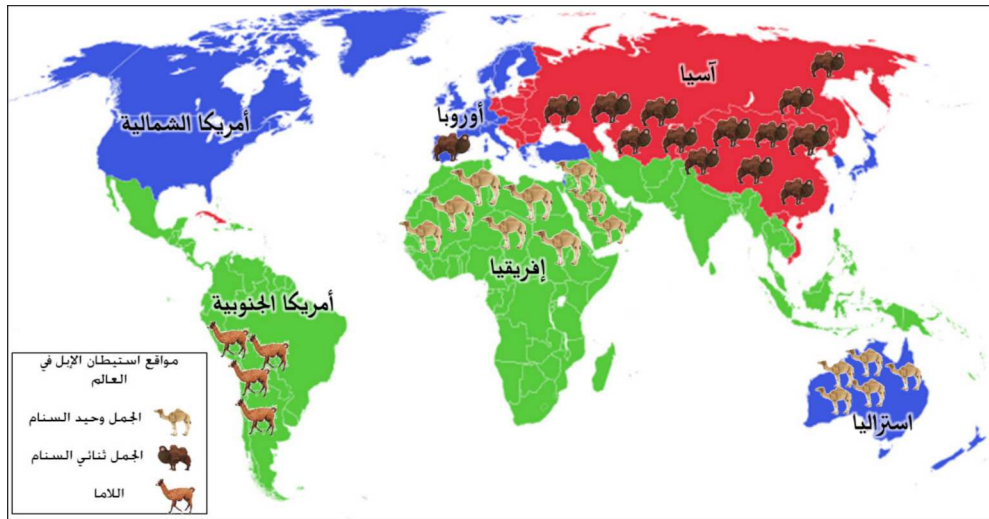 آسيا
أوروبا
أمريكا الشمالية
إفريقيا
أمريكا الجنوبية
استراليا
مواقع استيطان الإبل في
العالم
الجمل وحيد السنام
الجمل ثنائي السنام
اللاما